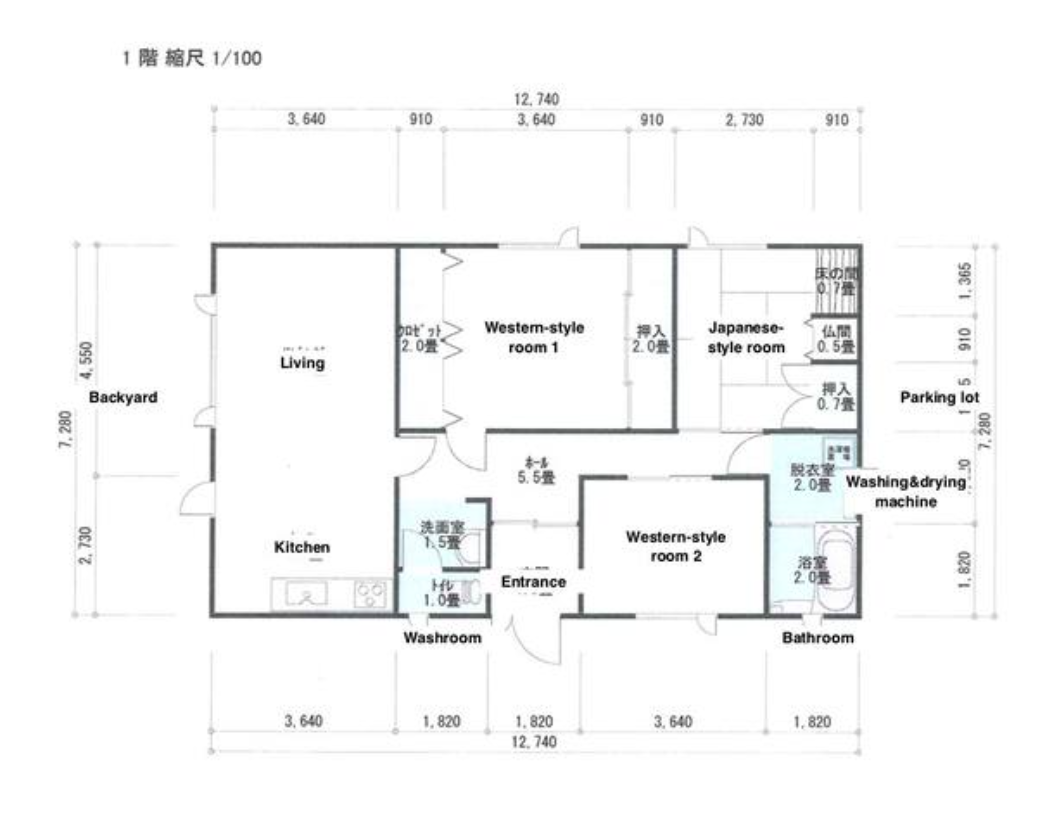 1 階 縮尺 1/100
12,740
3,640
910
3,640
910
2,730
910
7,280
4,550
2,730
1,365
910
7,280
1,820
Backyard
Living
Kitchen
クロゼット
2.0畳
Western-style
room 1
押入
2.0畳
Japanese-
style room
床の間
0.7畳
仏間
0.5畳
押入
0.7畳
Parking lot
ホール
5.5畳
脱衣室
2.0畳
Washing&drying
machine
洗面室
1.5畳
トイレ
1.0畳
Entrance
Western-style
room 2
浴室
2.0畳
Washroom
Bathroom
3,640
1,820
1,820
3,640
1,820
12,740